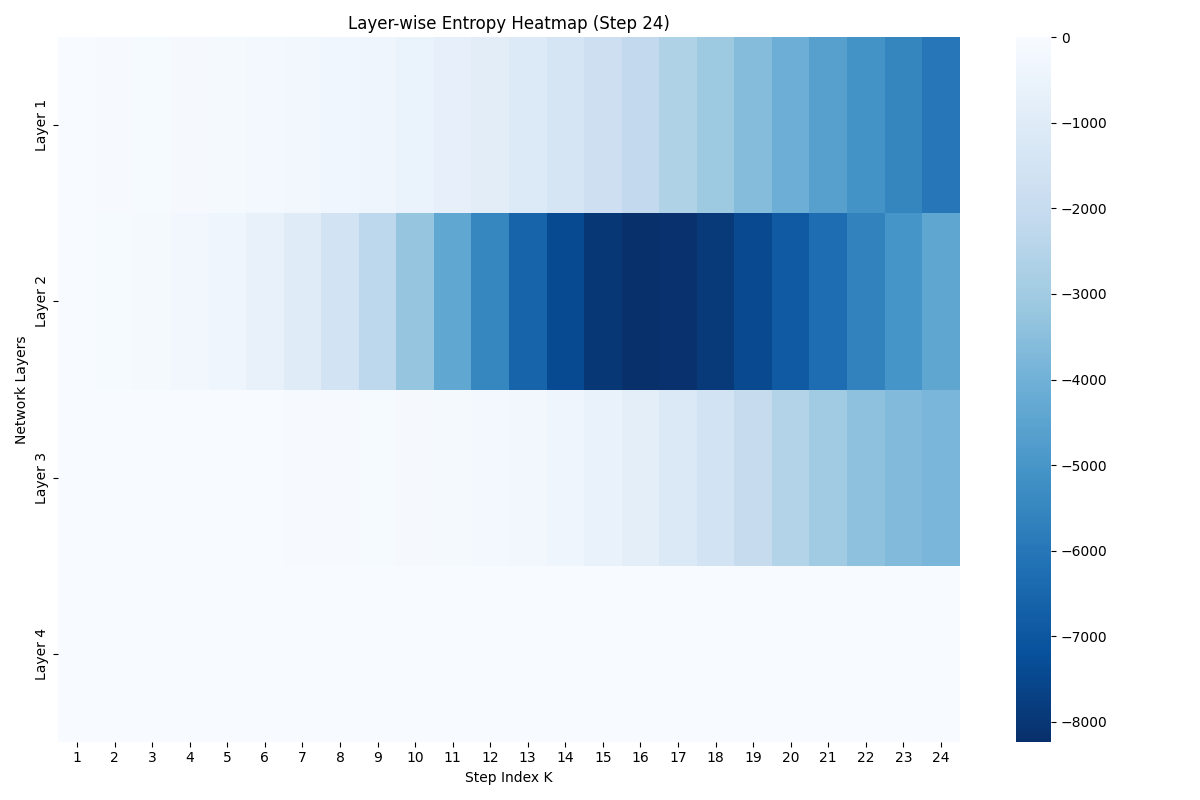 Layer-wise Entropy Heatmap (Step 24)
Network Layers
Layer 1
Layer 2
Layer 3
Layer 4
1 2 3 4 5 6 7 8 9 10 11 12 13 14 15 16 17 18 19 20 21 22 23 24
Step Index K
0
−1000
−2000
−3000
−4000
−5000
−6000
−7000
−8000